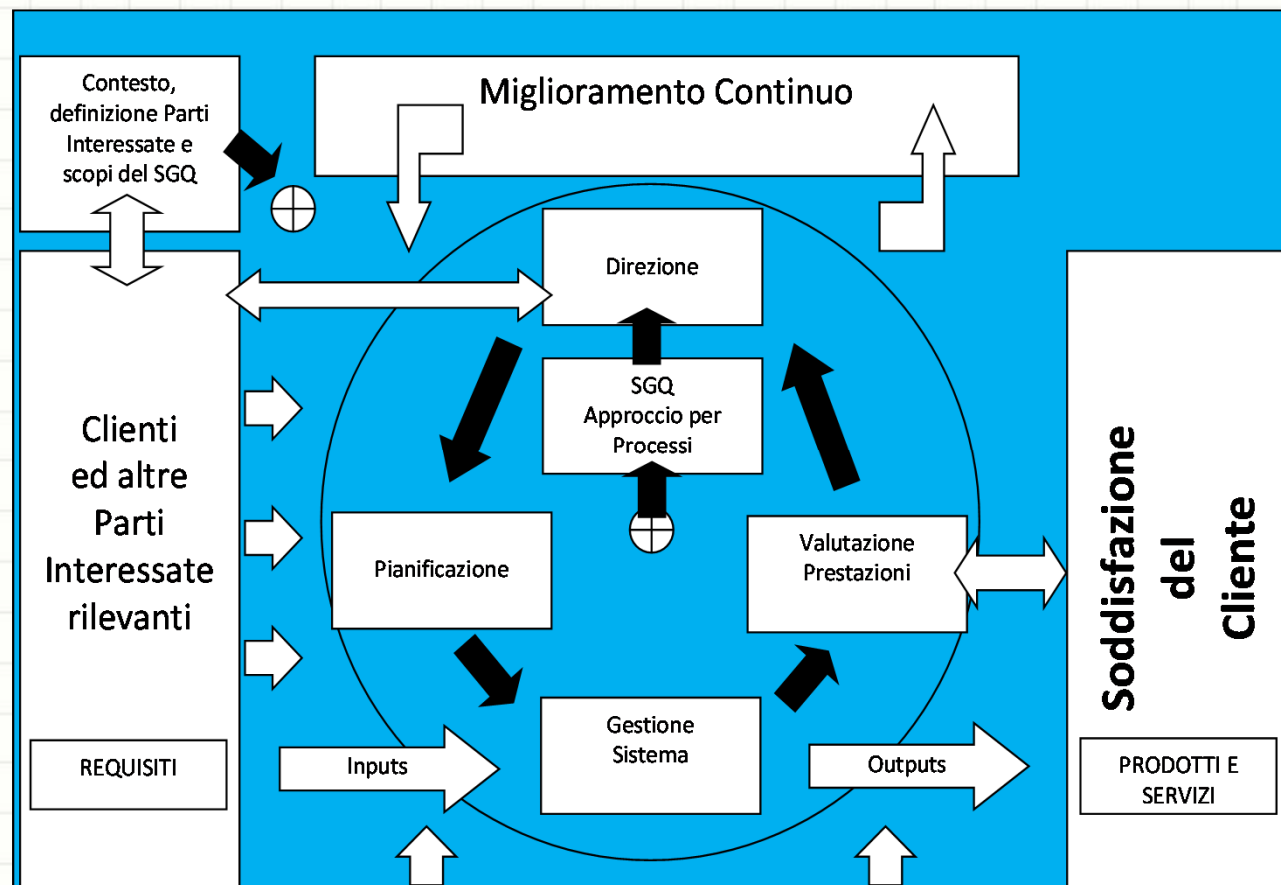 Contesto,
definizione Parti
Interessate e
scopi del SGQ
Miglioramento Continuo
Direzione
SGQ
Approccio per
Processi
Clienti
ed altre
Parti
Interessate
rilevanti
Pianificazione
Valutazione
Prestazioni
Soddisfazione
del
Cliente
Gestione
Sistema
REQUISITI
Inputs
Outputs
PRODOTTI E
SERVIZI